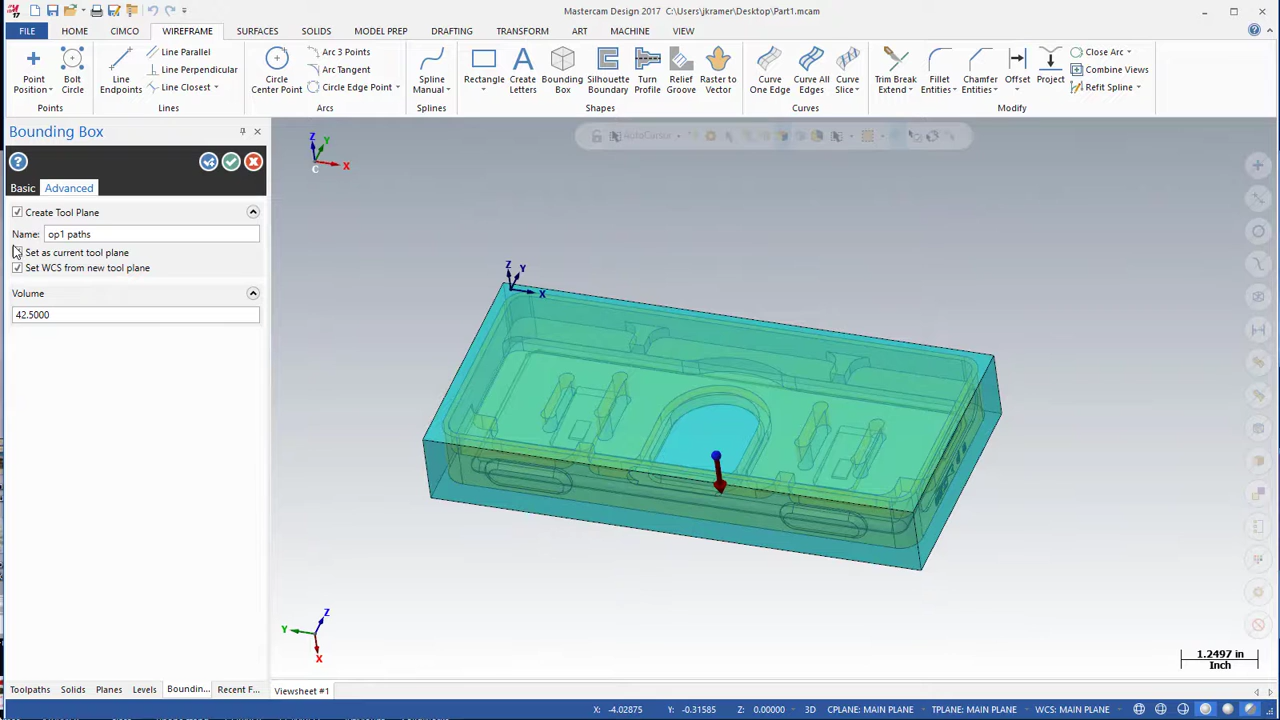 17
Mastercam Design 2017 C:\Users\jkramer\Desktop\Part1.mcam
FILE HOME CIMCO WIREFRAME SURFACES SOLIDS MODEL PREP DRAFTING TRANSFORM ART MACHINE VIEW
Point Position
Bolt Circle
Points
Line Endpoints
Line Parallel
Line Perpendicular
Line Closest
Lines
Circle Center Point
Arc 3 Points
Arc Tangent
Circle Edge Point
Arcs
Spline Manual
Splines
Rectangle
Create Letters
Bounding Box
Silhouette Boundary
Turn Profile
Relief Groove
Raster to Vector
Shapes
Curve One Edge
Curve All Edges
Curve Slice
Curves
Trim Break Extend
Fillet Entities
Chamfer Entities
Offset
Project
Close Arc
Combine Views
Refit Spline
Modify
Bounding Box
Basic Advanced
Create Tool Plane
Name: op1 paths
Set as current tool plane
Set WCS from new tool plane
Volume
42.5000
AutoCursor
Z Y X
C
Z Y X
Z Y X
1.2497 in
Inch
Toolpaths Solids Planes Levels Boundin... Recent F...
Viewsheet #1
X: -4.02875 Y: -0.31585 Z: 0.00000 3D CPLANE: MAIN PLANE TPLANE: MAIN PLANE WCS: MAIN PLANE